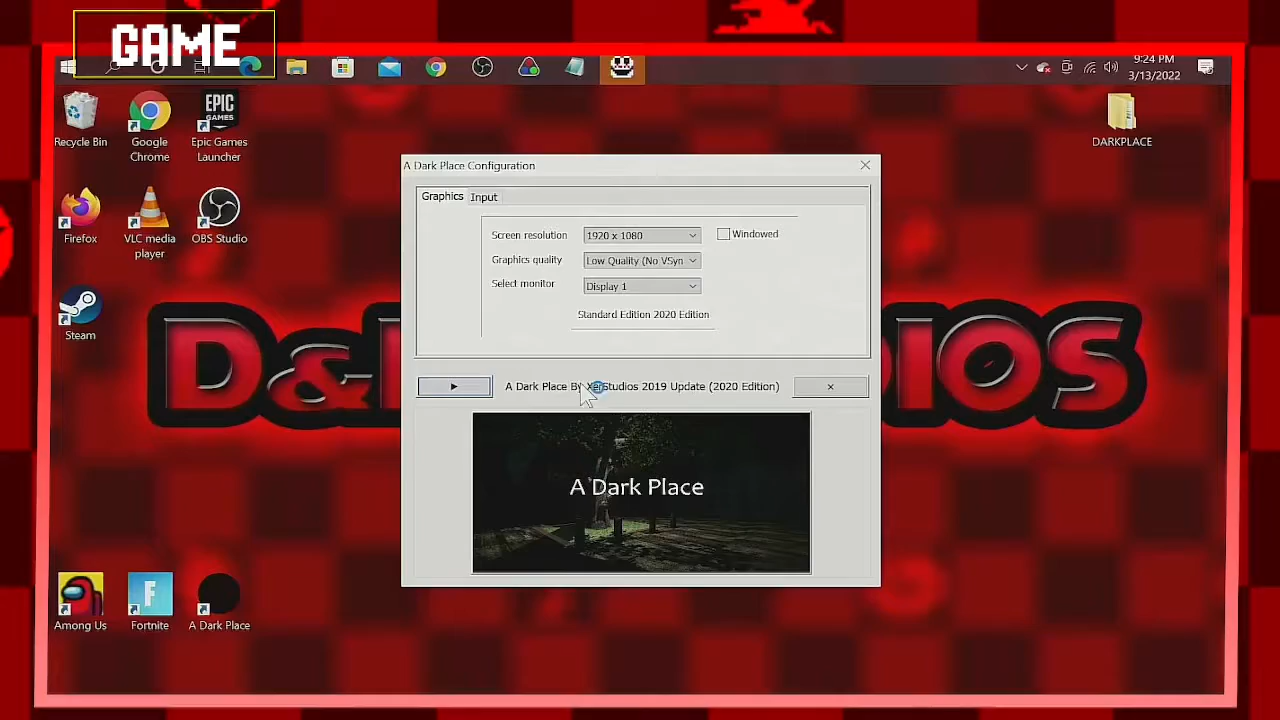 GAME
9:24 PM
3/13/2022
Recycle Bin
Google Chrome
EPIC GAMES
Epic Games Launcher
DARKPLACE
Firefox
VLC media player
OBS Studio
Steam
Among Us
Fortnite
A Dark Place
F
A Dark Place Configuration
Graphics
Input
Screen resolution
1920 x 1080
Windowed
Graphics quality
Low Quality (No VSyn
Select monitor
Display 1
Standard Edition 2020 Edition
A Dark Place By XerStudios 2019 Update (2020 Edition)
A Dark Place
D&
IOS